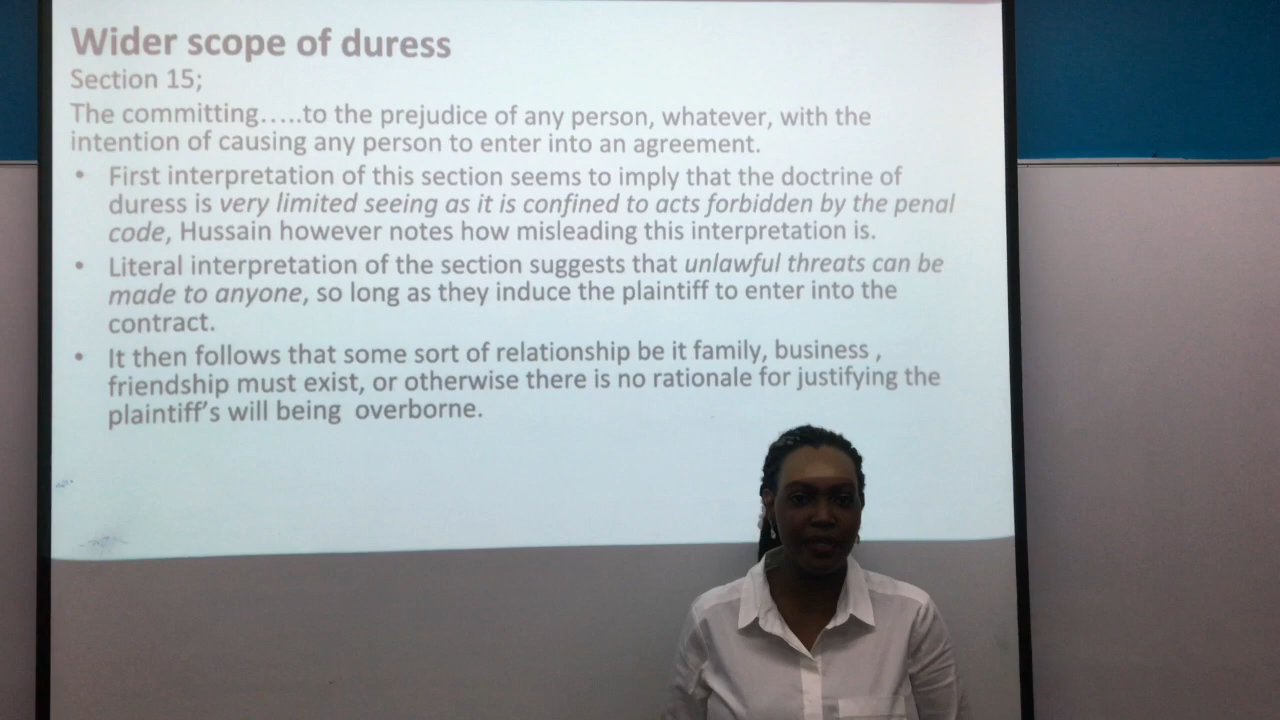 Wider scope of duress
Section 15;
The committing…..to the prejudice of any person, whatever, with the
intention of causing any person to enter into an agreement.
• First interpretation of this section seems to imply that the doctrine of
duress is very limited seeing as it is confined to acts forbidden by the penal
code, Hussain however notes how misleading this interpretation is.
• Literal interpretation of the section suggests that unlawful threats can be
made to anyone, so long as they induce the plaintiff to enter into the
contract.
• It then follows that some sort of relationship be it family, business ,
friendship must exist, or otherwise there is no rationale for justifying the
plaintiff's will being  overborne.